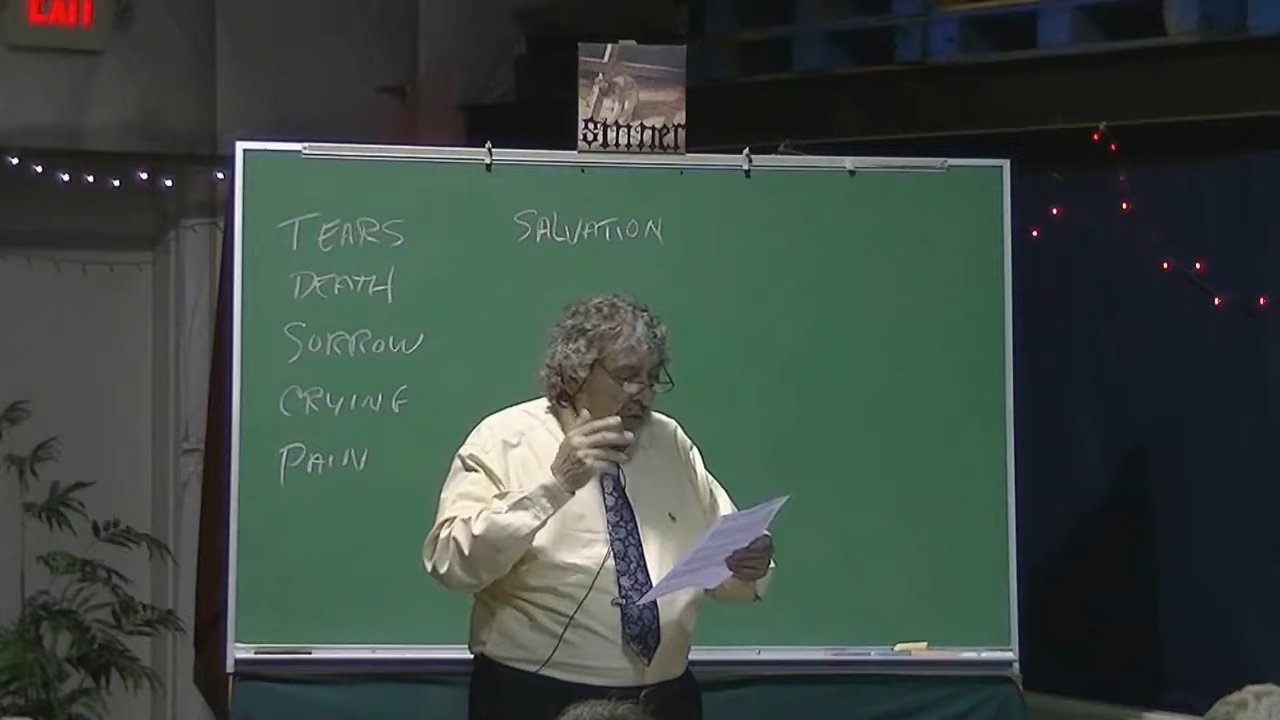 EXIT
sinner
TEARS SALVATION
DEATH
SORROW
CRYING
PAIN